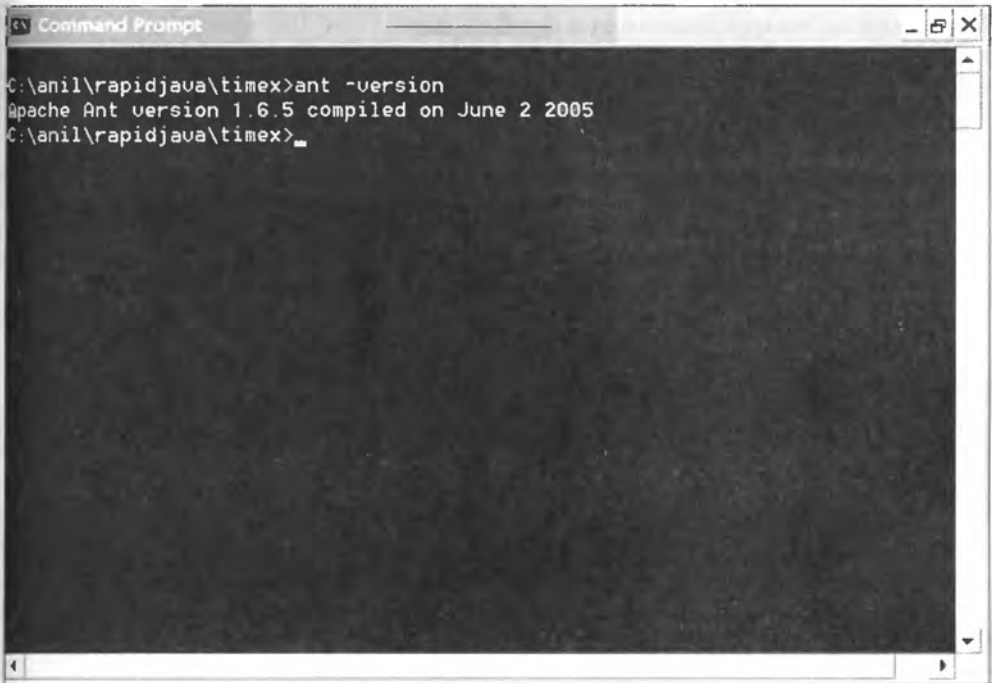 Command Prompt
C:\anil\rapidjava\timex>ant -version
Apache Ant version 1.6.5 compiled on June 2 2005
C:\anil\rapidjava\timex>_